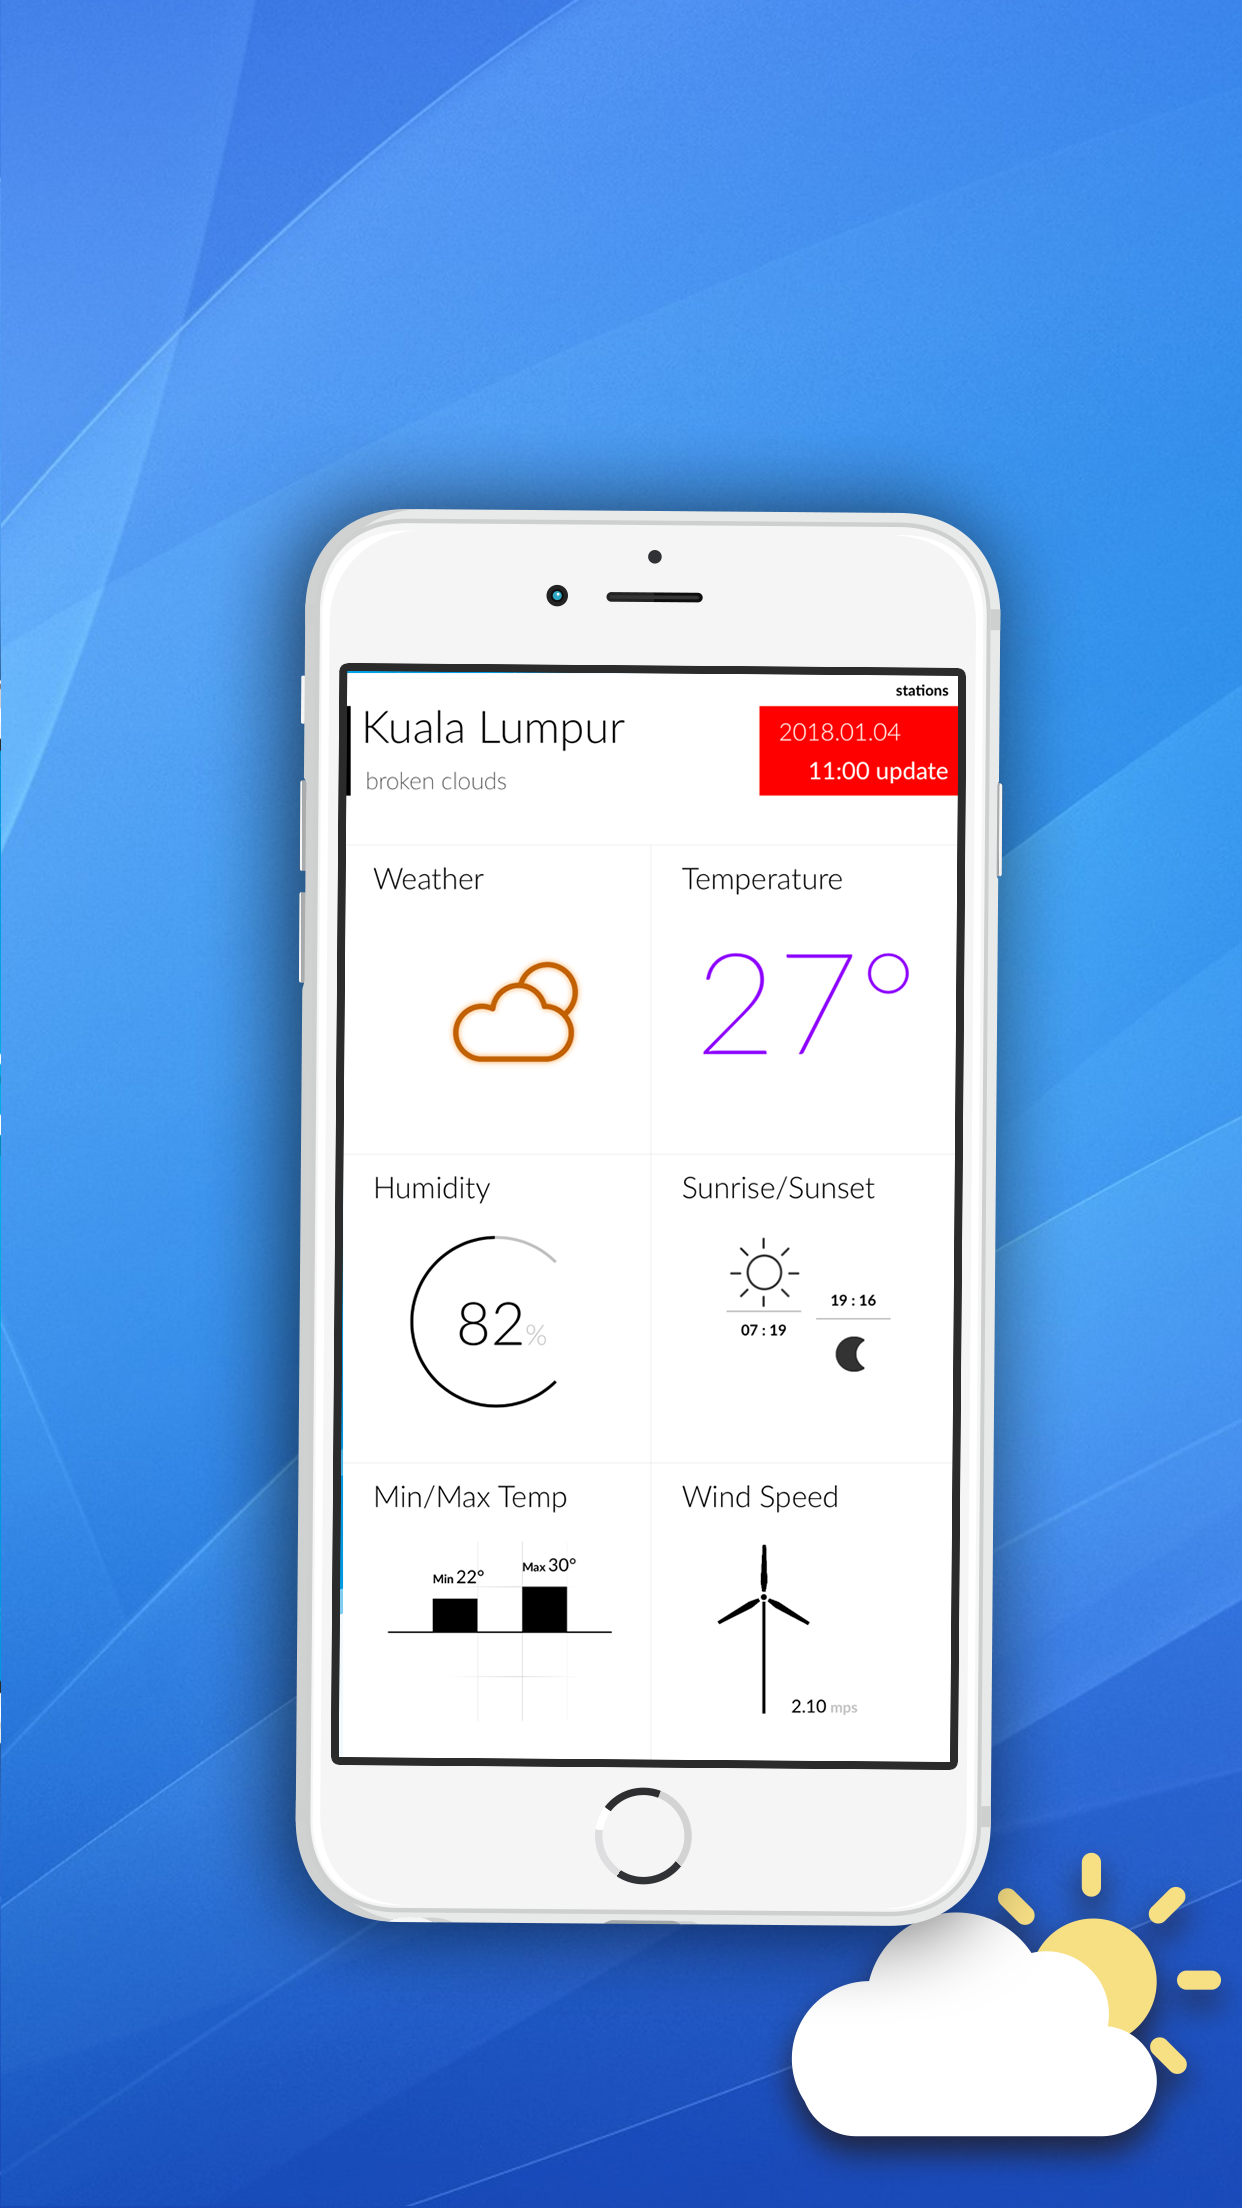 stations
Kuala Lumpur
2018.01.04
11:00 update
broken clouds
Weather
Temperature
27°
Humidity
82%
Sunrise/Sunset
19 : 16
07 : 19
Min/Max Temp
Min 22°
Max 30°
Wind Speed
2.10 mps